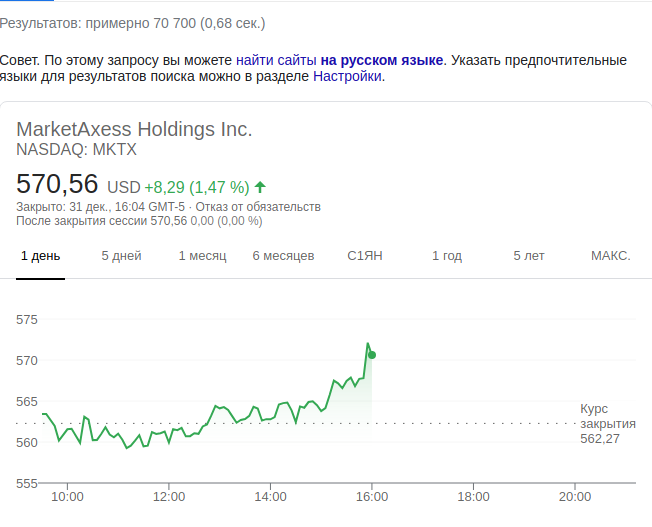 Результатов: примерно 70 700 (0,68 сек.)
Совет. По этому запросу вы можете найти сайты на русском языке. Указать предпочтительные
языки для результатов поиска можно в разделе Настройки.
MarketAxess Holdings Inc.
NASDAQ: MKTX
570,56 USD +8,29 (1,47 %)
Закрыто: 31 дек., 16:04 GMT-5 · Отказ от обязательств
После закрытия сессии 570,56 0,00 (0,00 %)
1 день 5 дней 1 месяц 6 месяцев С1ЯН 1 год 5 лет МАКС.
575
570
565
560
555
Курс
закрытия
562,27
10:00 12:00 14:00 16:00 18:00 20:00